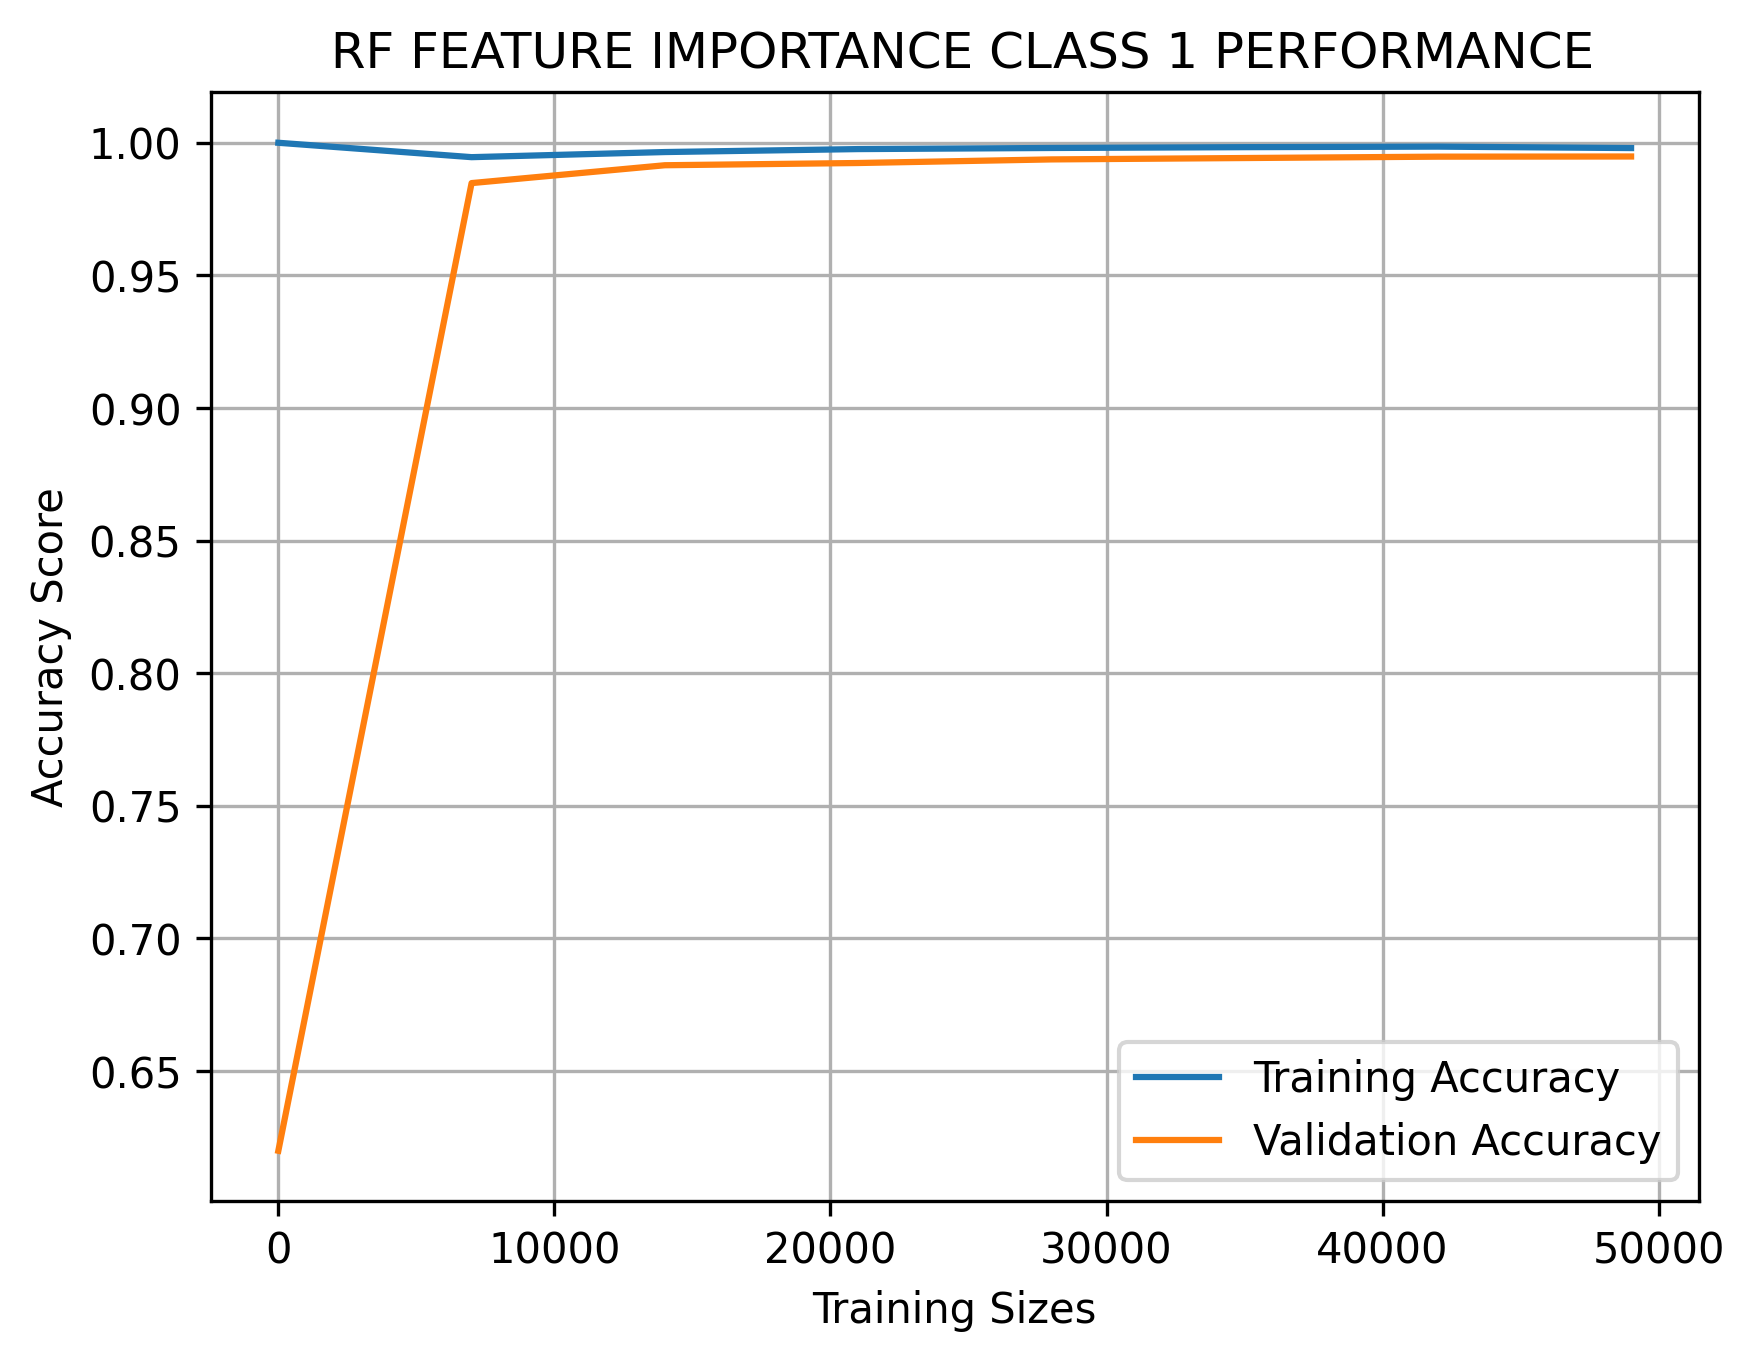 RF FEATURE IMPORTANCE CLASS 1 PERFORMANCE
1.00
0.95
0.90
0.85
0.80
0.75
0.70
0.65
Accuracy Score
Training Accuracy
Validation Accuracy
0 10000 20000 30000 40000 50000
Training Sizes